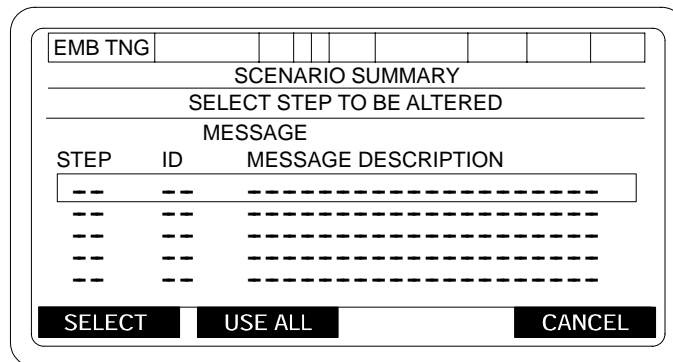 EMB TNG
SCENARIO SUMMARY
SELECT STEP TO BE ALTERED
MESSAGE
STEP ID MESSAGE DESCRIPTION
-- -- --------------------
-- -- --------------------
-- -- --------------------
-- -- --------------------
-- -- --------------------
SELECT USE ALL CANCEL